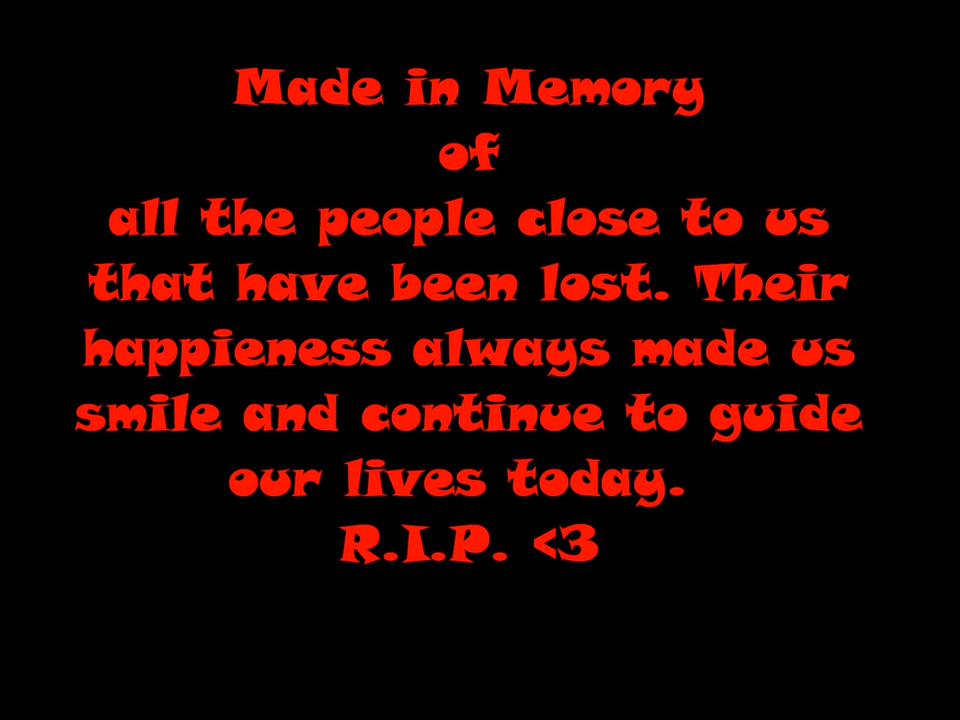 Made in Memory
of
all the people close to us
that have been lost. Their
happieness always made us
smile and continue to guide
our lives today.
R.I.P. <3